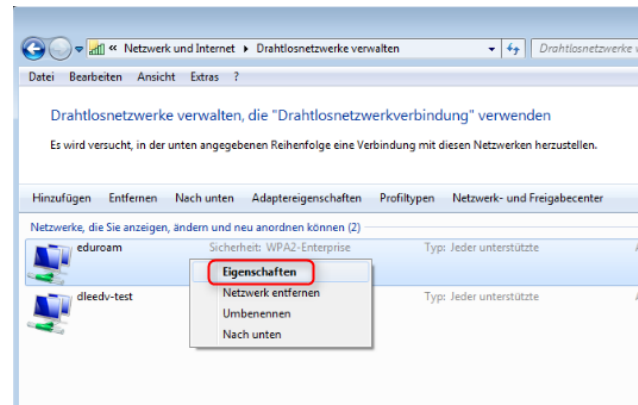 « Netzwerk und Internet ▸ Drahtlosnetzwerke verwalten Drahtlosnetzwerke
Datei Bearbeiten Ansicht Extras ?
Drahtlosnetzwerke verwalten, die "Drahtlosnetzwerkverbindung" verwenden
Es wird versucht, in der unten angegebenen Reihenfolge eine Verbindung mit diesen Netzwerken herzustellen.
Hinzufügen Entfernen Nach unten Adaptereigenschaften Profiltypen Netzwerk- und Freigabecenter
Netzwerke, die Sie anzeigen, ändern und neu anordnen können (2)
eduroam Sicherheit: WPA2-Enterprise Typ: Jeder unterstützte
Eigenschaften
Netzwerk entfernen
dleedv-test Typ: Jeder unterstützte
Umbenennen
Nach unten